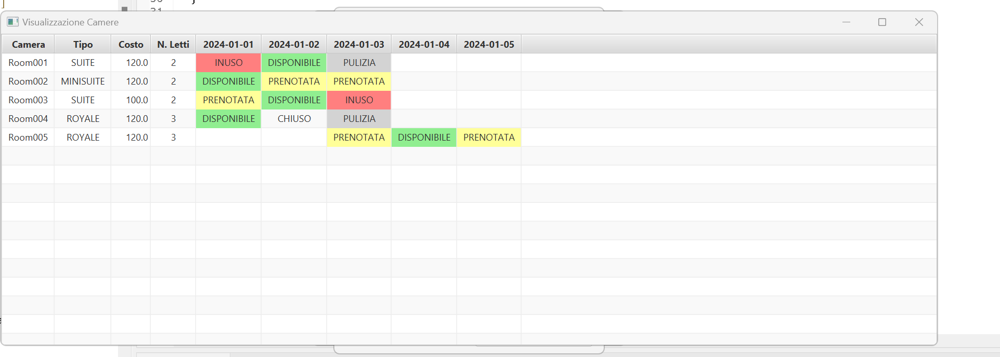 Visualizzazione Camere
Camera Tipo Costo N. Letti 2024-01-01 2024-01-02 2024-01-03 2024-01-04 2024-01-05
Room001 SUITE 120.0 2 INUSO DISPONIBILE PULIZIA
Room002 MINISUITE 120.0 2 DISPONIBILE PRENOTATA PRENOTATA
Room003 SUITE 100.0 2 PRENOTATA DISPONIBILE INUSO
Room004 ROYALE 120.0 3 DISPONIBILE CHIUSO PULIZIA
Room005 ROYALE 120.0 3 PRENOTATA DISPONIBILE PRENOTATA